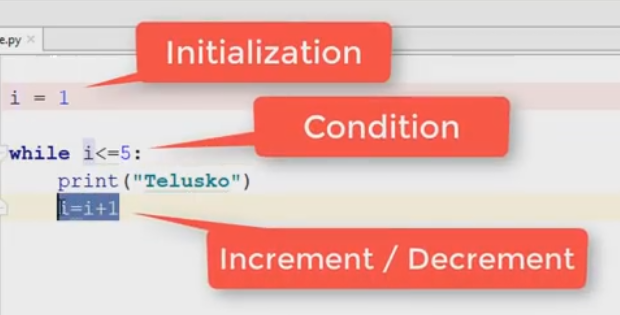 e.py
Initialization
i = 1
Condition
while i<=5:
print("Telusko")
i=i+1
Increment / Decrement